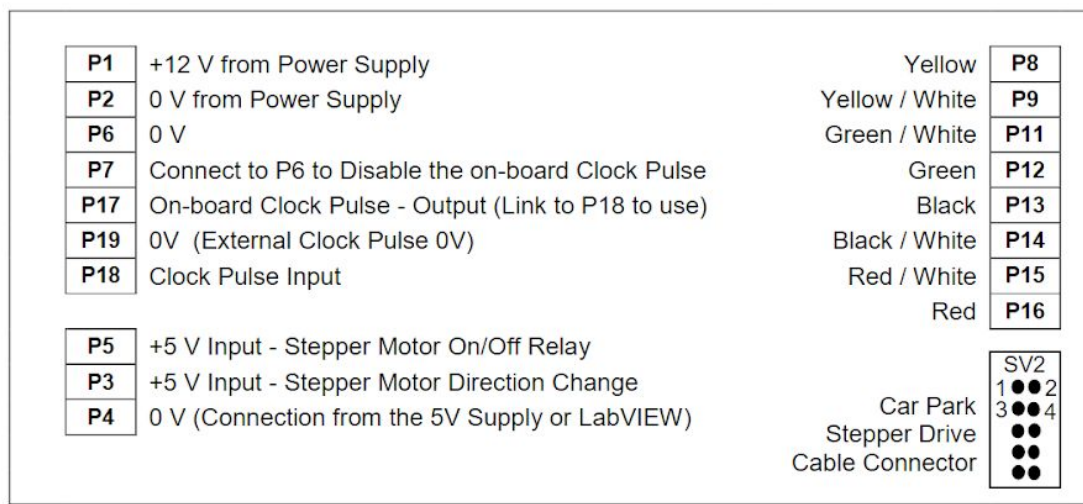 P1 +12 V from Power Supply
P2 0 V from Power Supply
P6 0 V
P7 Connect to P6 to Disable the on-board Clock Pulse
P17 On-board Clock Pulse - Output (Link to P18 to use)
P19 0V (External Clock Pulse 0V)
P18 Clock Pulse Input
P5 +5 V Input - Stepper Motor On/Off Relay
P3 +5 V Input - Stepper Motor Direction Change
P4 0 V (Connection from the 5V Supply or LabVIEW)
Yellow P8
Yellow / White P9
Green / White P11
Green P12
Black P13
Black / White P14
Red / White P15
Red P16
SV2
1 2
3 4
Car Park
Stepper Drive
Cable Connector